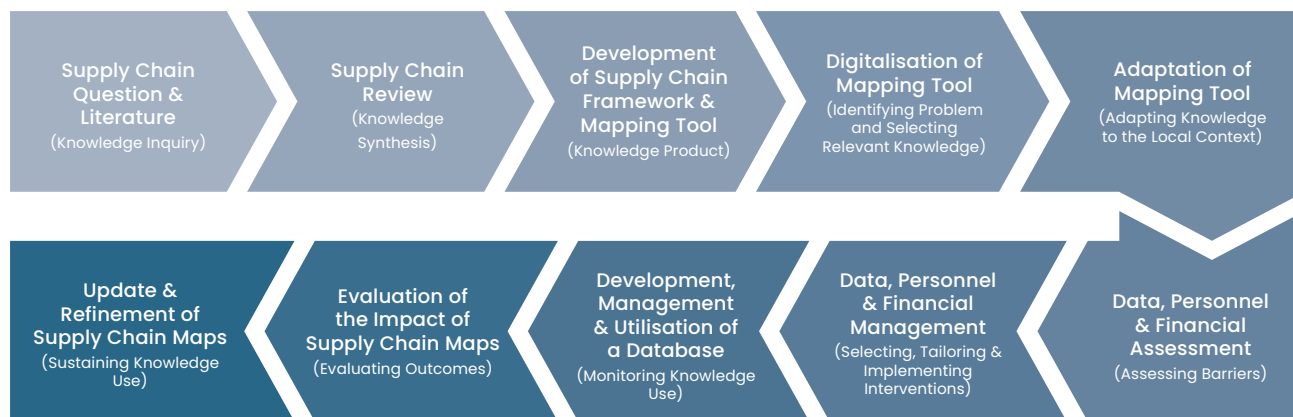 Supply Chain
Question &
Literature
(Knowledge Inquiry)
Supply Chain
Review
(Knowledge
Synthesis)
Development
of Supply Chain
Framework &
Mapping Tool
(Knowledge Product)
Digitalisation of
Mapping Tool
(Identifying Problem
and Selecting
Relevant Knowledge)
Adaptation of
Mapping Tool
(Adapting Knowledge
to the Local Context)
Data, Personnel
& Financial
Assessment
(Assessing Barriers)
Data, Personnel
& Financial
Management
(Selecting, Tailoring &
Implementing
Interventions)
Development,
Management
& Utilisation of
a Database
(Monitoring Knowledge
Use)
Evaluation of
the Impact of
Supply Chain Maps
(Evaluating Outcomes)
Update &
Refinement of
Supply Chain Maps
(Sustaining Knowledge
Use)